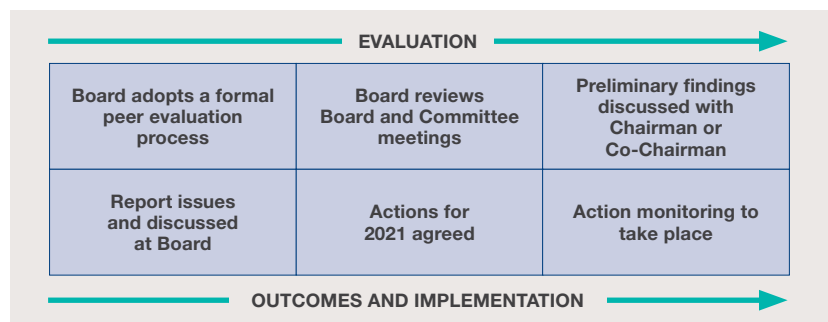 EVALUATION
Board adopts a formal
peer evaluation
process
Board reviews
Board and Committee
meetings
Preliminary findings
discussed with
Chairman or
Co-Chairman
Report issues
and discussed
at Board
Actions for
2021 agreed
Action monitoring to
take place
OUTCOMES AND IMPLEMENTATION